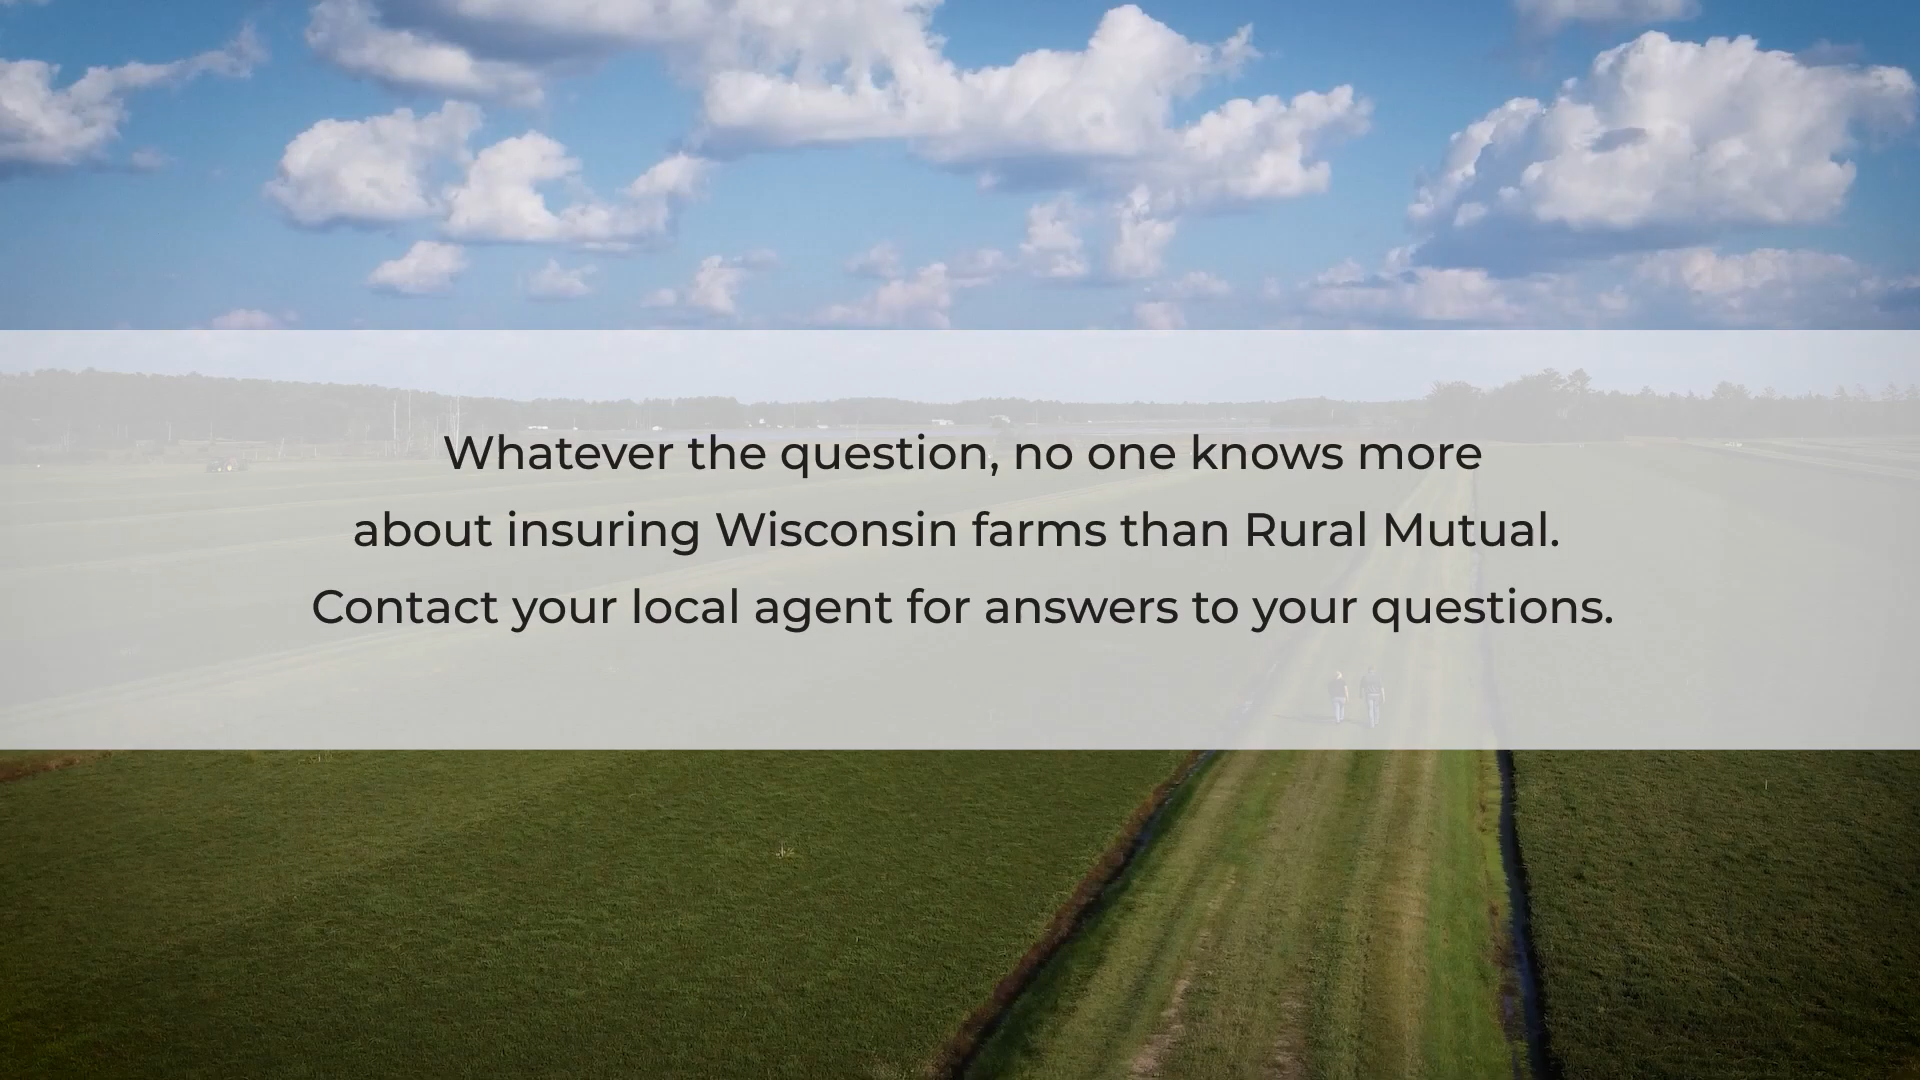 Whatever the question, no one knows more
about insuring Wisconsin farms than Rural Mutual.
Contact your local agent for answers to your questions.